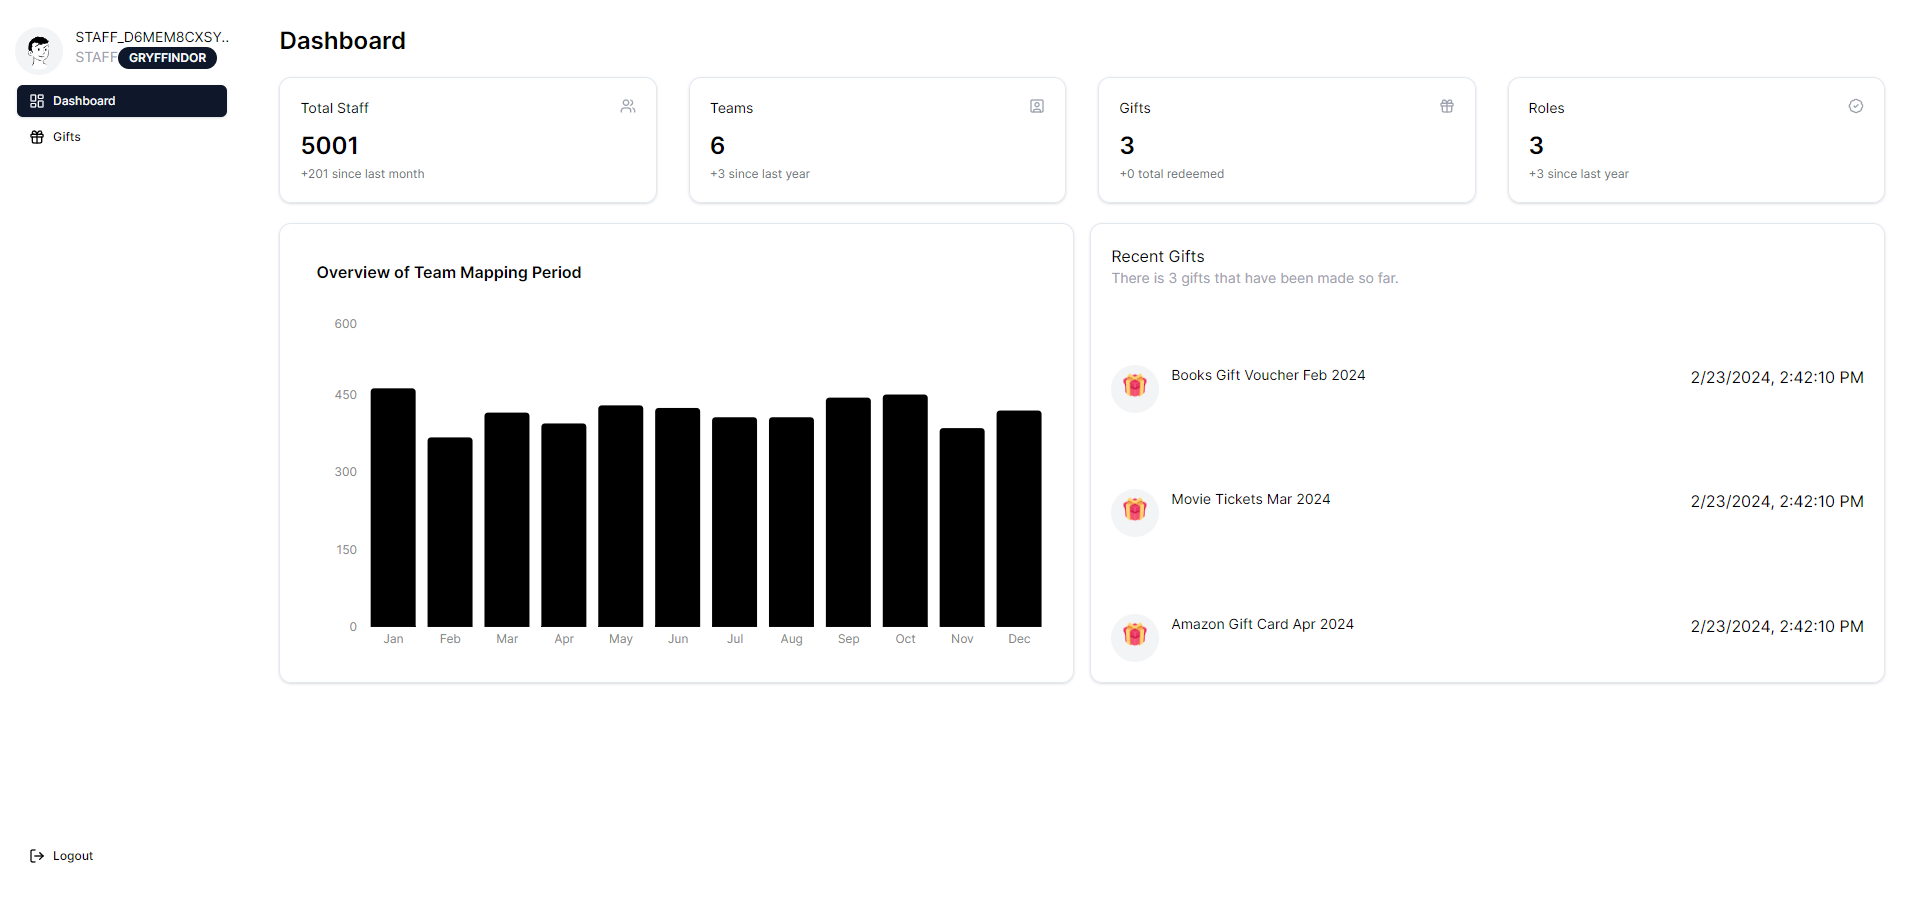 STAFF_D6MEM8CXSY..
STAFF GRYFFINDOR
Dashboard
Gifts
Logout
Dashboard
Total Staff
5001
+201 since last month
Teams
6
+3 since last year
Gifts
3
+0 total redeemed
Roles
3
+3 since last year
Overview of Team Mapping Period
600
450
300
150
0
Jan Feb Mar Apr May Jun Jul Aug Sep Oct Nov Dec
Recent Gifts
There is 3 gifts that have been made so far.
Books Gift Voucher Feb 2024 2/23/2024, 2:42:10 PM
Movie Tickets Mar 2024 2/23/2024, 2:42:10 PM
Amazon Gift Card Apr 2024 2/23/2024, 2:42:10 PM